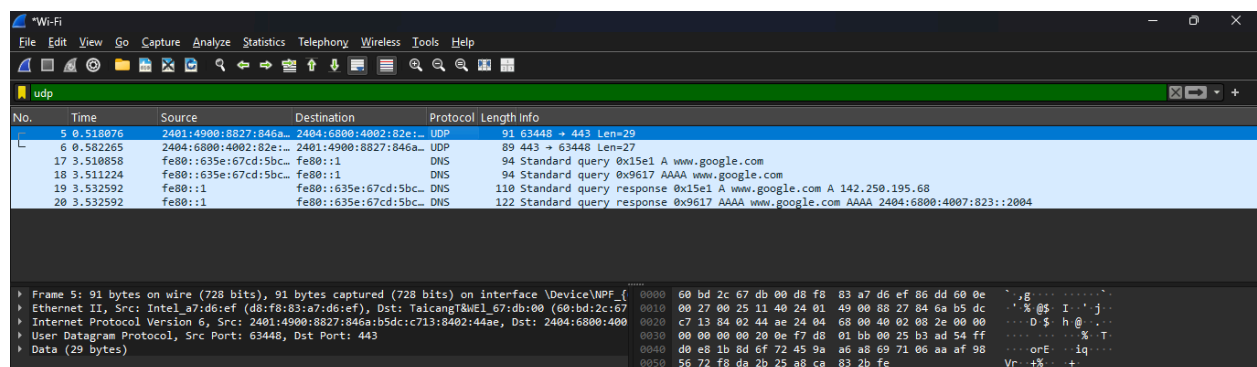 *Wi-Fi
File Edit View Go Capture Analyze Statistics Telephony Wireless Tools Help
udp
No. Time Source Destination Protocol Length Info
5 0.518076 2401:4900:8827:846a… 2404:6800:4002:82e:… UDP 91 63448 → 443 Len=29
6 0.582265 2404:6800:4002:82e:… 2401:4900:8827:846a… UDP 89 443 → 63448 Len=27
17 3.510858 fe80::635e:67cd:5bc… fe80::1 DNS 94 Standard query 0x15e1 A www.google.com
18 3.511224 fe80::635e:67cd:5bc… fe80::1 DNS 94 Standard query 0x9617 AAAA www.google.com
19 3.532592 fe80::1 fe80::635e:67cd:5bc… DNS 110 Standard query response 0x15e1 A www.google.com A 142.250.195.68
20 3.532592 fe80::1 fe80::635e:67cd:5bc… DNS 122 Standard query response 0x9617 AAAA www.google.com AAAA 2404:6800:4007:823::2004
Frame 5: 91 bytes on wire (728 bits), 91 bytes captured (728 bits) on interface \Device\NPF_{
Ethernet II, Src: Intel_a7:d6:ef (d8:f8:83:a7:d6:ef), Dst: TaicangT&WEl_67:db:00 (60:bd:2c:67
Internet Protocol Version 6, Src: 2401:4900:8827:846a:b5dc:c713:8402:44ae, Dst: 2404:6800:400
User Datagram Protocol, Src Port: 63448, Dst Port: 443
Data (29 bytes)
0000 60 bd 2c 67 db 00 d8 f8 83 a7 d6 ef 86 dd 60 0e `·,g···· ······`·
0010 00 27 00 25 11 40 24 01 49 00 88 27 84 6a b5 dc ·'·%·@$· I··'·j··
0020 c7 13 84 02 44 ae 24 04 68 00 40 02 08 2e 00 00 ····D·$· h·@··.··
0030 00 00 00 00 20 0e f7 d8 01 bb 00 25 b3 ad 54 ff ···· ··· ···%··T·
0040 d0 e8 1b 8d 6f 72 45 9a a6 a8 69 71 06 aa af 98 ····orE· ··iq····
0050 56 72 f8 da 2b 25 a8 ca 83 2b fe Vr··+%·· ·+·